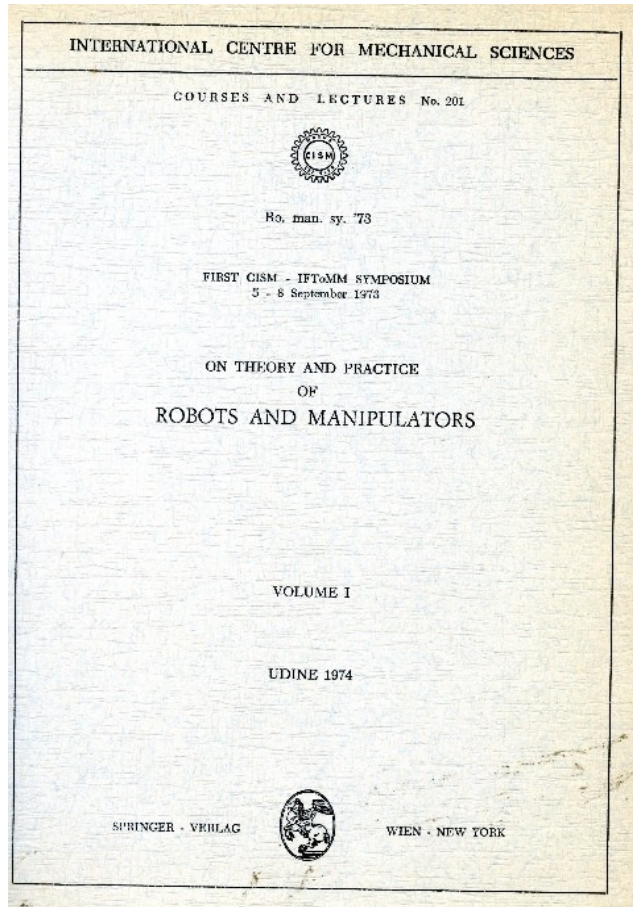 INTERNATIONAL CENTRE FOR MECHANICAL SCIENCES
COURSES AND LECTURES No. 201
CISM
Ro. man. sy. '73
FIRST CISM - IFToMM SYMPOSIUM
5 - 8 September 1973
ON THEORY AND PRACTICE
OF
ROBOTS AND MANIPULATORS
VOLUME I
UDINE 1974
SPRINGER - VERLAG
WIEN - NEW YORK